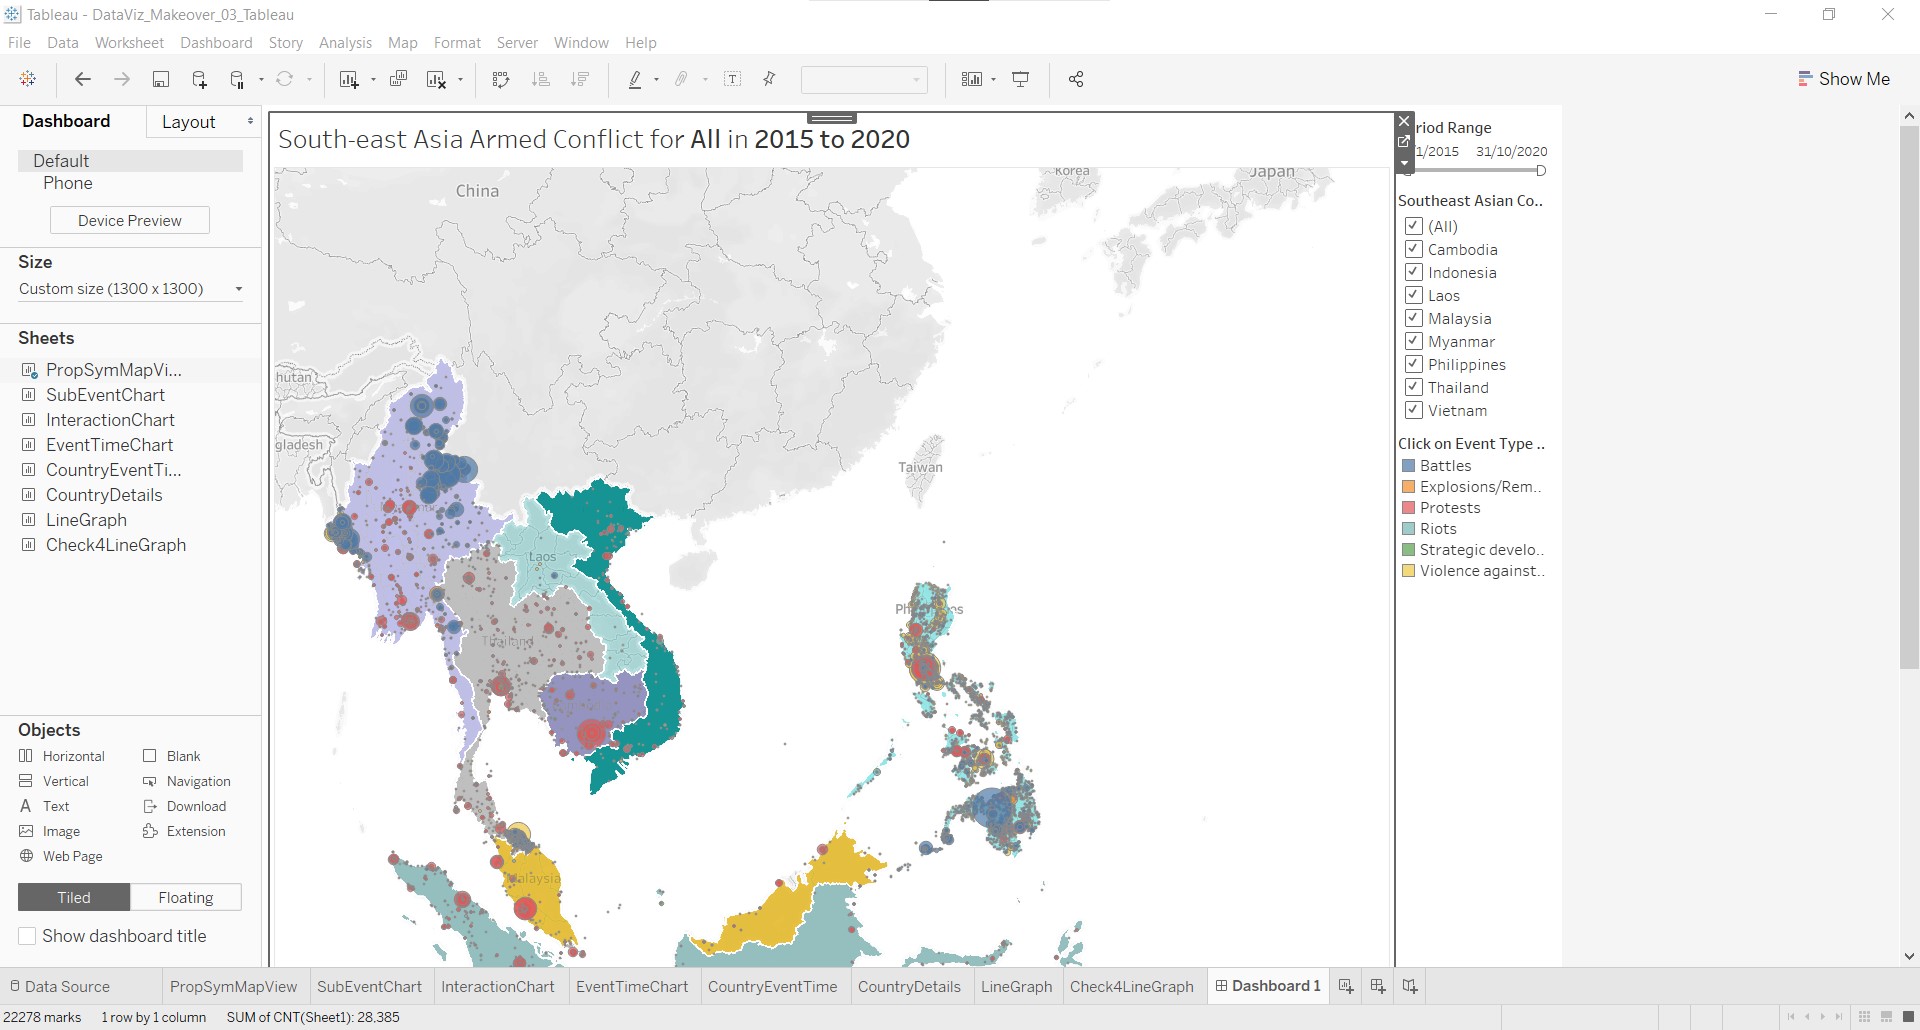 Tableau - DataViz_Makeover_03_Tableau
File Data Worksheet Dashboard Story Analysis Map Format Server Window Help
Show Me
Dashboard
Layout
Default
Phone
Device Preview
Size
Custom size (1300 x 1300)
Sheets
PropSymMapVi...
SubEventChart
InteractionChart
EventTimeChart
CountryEventTi...
CountryDetails
LineGraph
Check4LineGraph
Objects
Horizontal Blank
Vertical Navigation
A Text Download
Image Extension
Web Page
Tiled Floating
Show dashboard title
South-east Asia Armed Conflict for All in 2015 to 2020
China
Korea
Japan
hutan
gladesh
Taiwan
Laos
Thailand
Malaysia
riod Range
/1/2015 31/10/2020
Southeast Asian Co..
(All)
Cambodia
Indonesia
Laos
Malaysia
Myanmar
Philippines
Thailand
Vietnam
Click on Event Type ..
Battles
Explosions/Rem..
Protests
Riots
Strategic develo..
Violence against..
Data Source PropSymMapView SubEventChart InteractionChart EventTimeChart CountryEventTime CountryDetails LineGraph Check4LineGraph Dashboard 1
22278 marks 1 row by 1 column SUM of CNT(Sheet1): 28,385